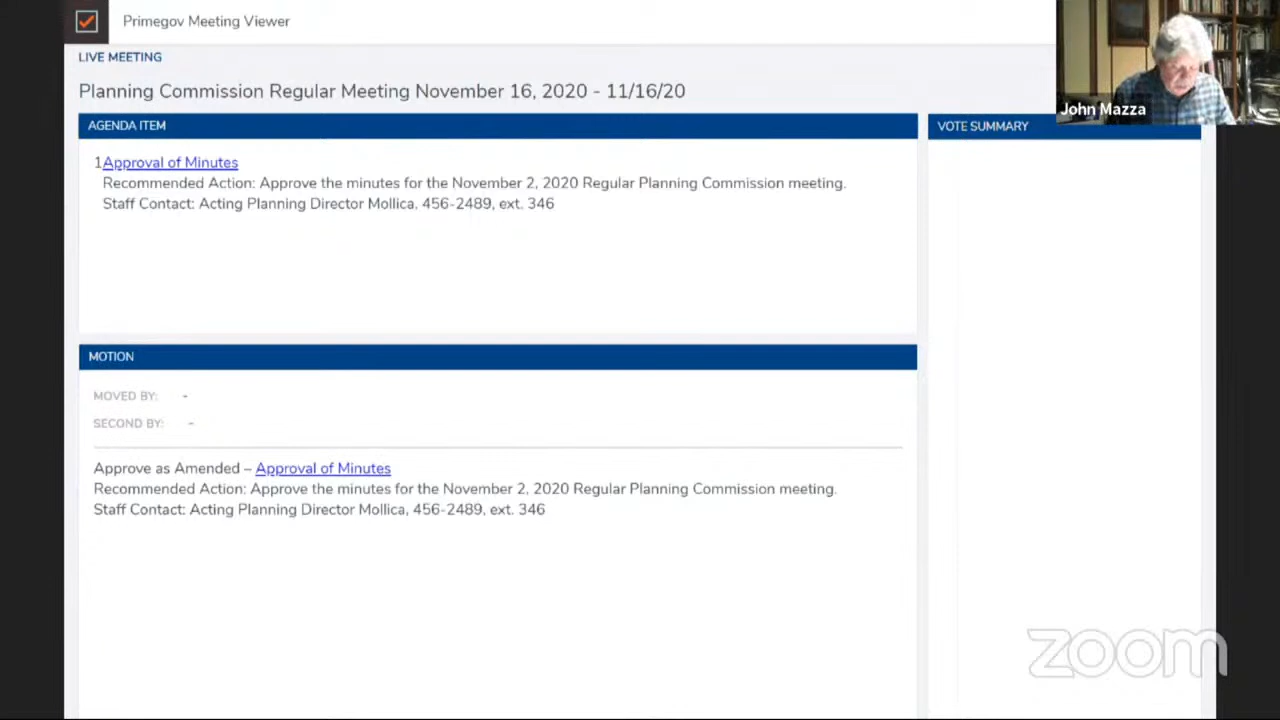 Primegov Meeting Viewer
LIVE MEETING
Planning Commission Regular Meeting November 16, 2020 - 11/16/20
John Mazza
AGENDA ITEM
VOTE SUMMARY
1Approval of Minutes
Recommended Action: Approve the minutes for the November 2, 2020 Regular Planning Commission meeting.
Staff Contact: Acting Planning Director Mollica, 456-2489, ext. 346
MOTION
MOVED BY: -
SECOND BY: -
Approve as Amended – Approval of Minutes
Recommended Action: Approve the minutes for the November 2, 2020 Regular Planning Commission meeting.
Staff Contact: Acting Planning Director Mollica, 456-2489, ext. 346
zoom